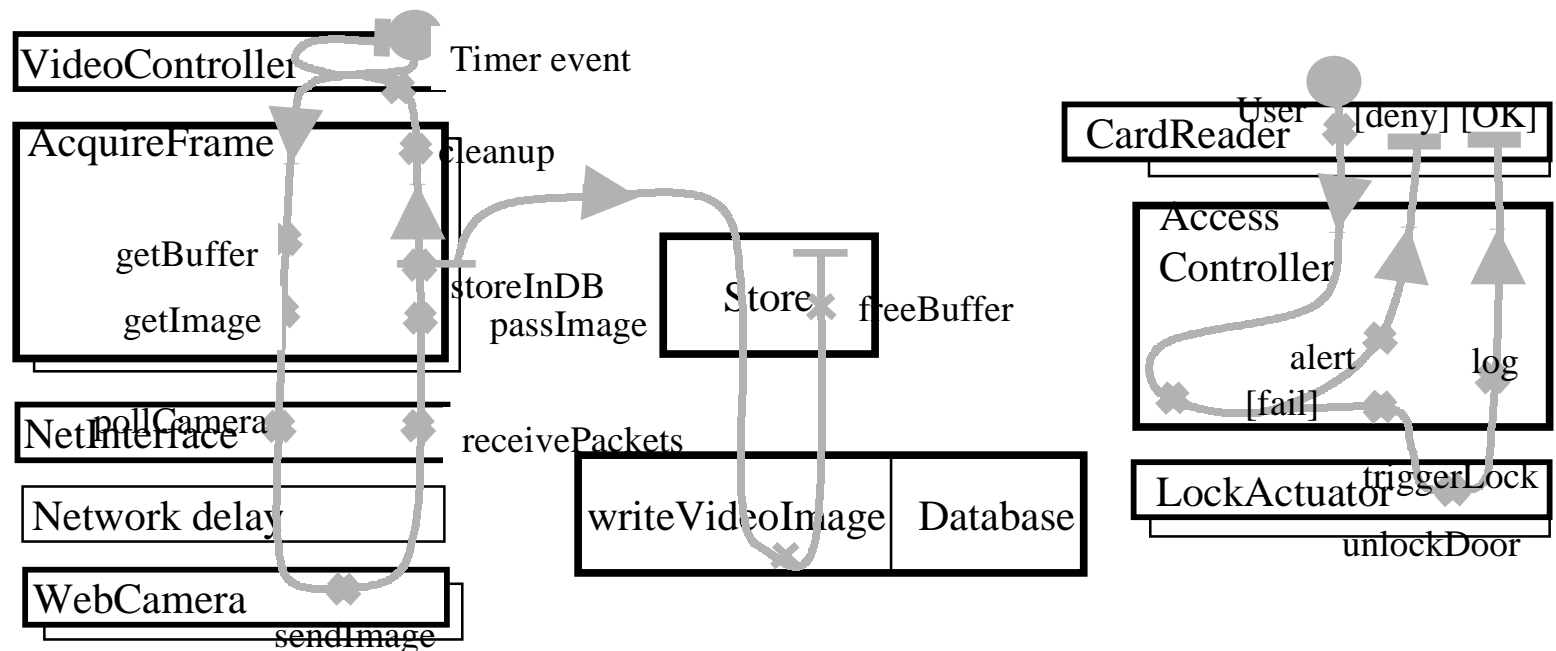 VideoController
Timer event
AcquireFrame
cleanup
getBuffer
storeInDB
getImage
passImage
pollCamera
NetInterface
receivePackets
Network delay
WebCamera
sendImage
Store
freeBuffer
writeVideoImage
Database
User
[deny] [OK]
CardReader
Access
Controller
alert
log
[fail]
triggerLock
LockActuator
unlockDoor